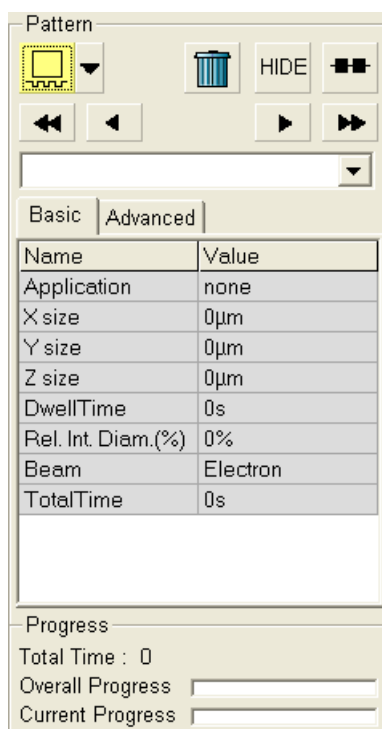 Pattern
HIDE
Basic Advanced
Name Value
Application none
X size 0µm
Y size 0µm
Z size 0µm
DwellTime 0s
Rel. Int. Diam.(%) 0%
Beam Electron
TotalTime 0s
Progress
Total Time : 0
Overall Progress
Current Progress